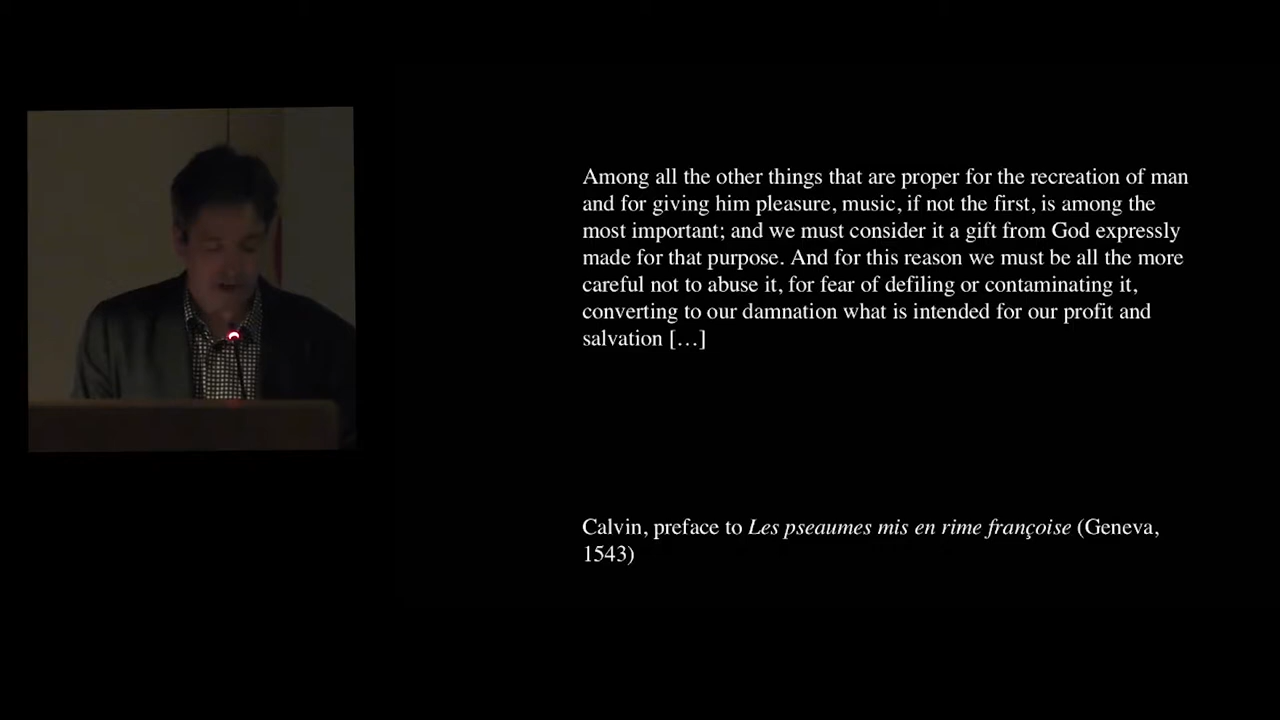 Among all the other things that are proper for the recreation of man
and for giving him pleasure, music, if not the first, is among the
most important; and we must consider it a gift from God expressly
made for that purpose. And for this reason we must be all the more
careful not to abuse it, for fear of defiling or contaminating it,
converting to our damnation what is intended for our profit and
salvation […]
Calvin, preface to Les pseaumes mis en rime françoise (Geneva,
1543)